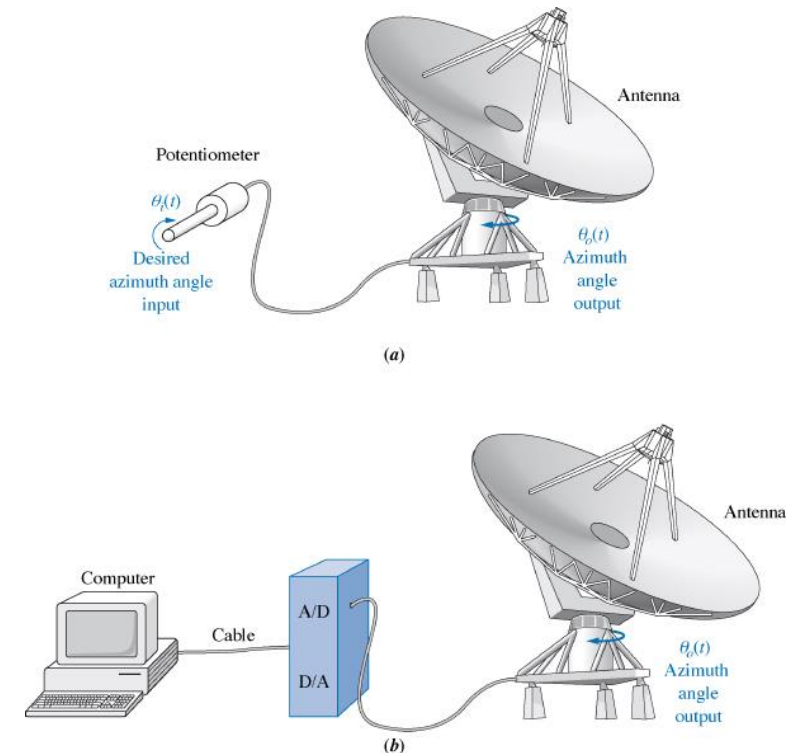 Antenna
Potentiometer
θi(t)
Desired
azimuth angle
input
θo(t)
Azimuth
angle
output
(a)
Antenna
Computer
A/D
Cable
D/A
θo(t)
Azimuth
angle
output
(b)